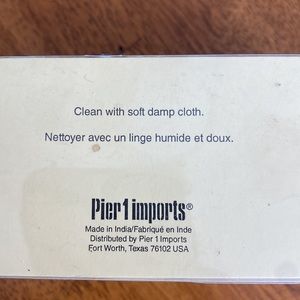 Clean with soft damp cloth.
Nettoyer avec un linge humide et doux.
Pier 1 imports®
Made in India/Fabriqué en Inde
Distributed by Pier 1 Imports
Fort Worth, Texas 76102 USA